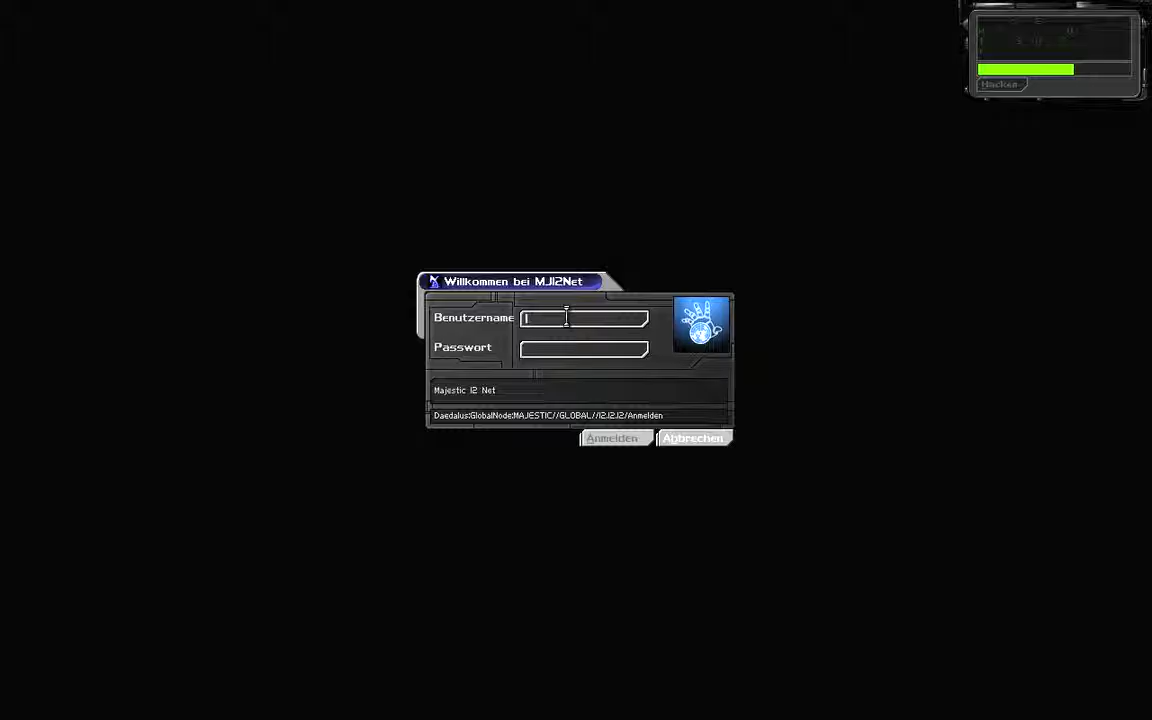 Hacken
Willkommen bei MJ12Net
Benutzername
Passwort
Majestic 12 Net
Daedalus:GlobalNode:MAJESTIC//GLOBAL//12.12.12/Anmelden
Anmelden
Abbrechen